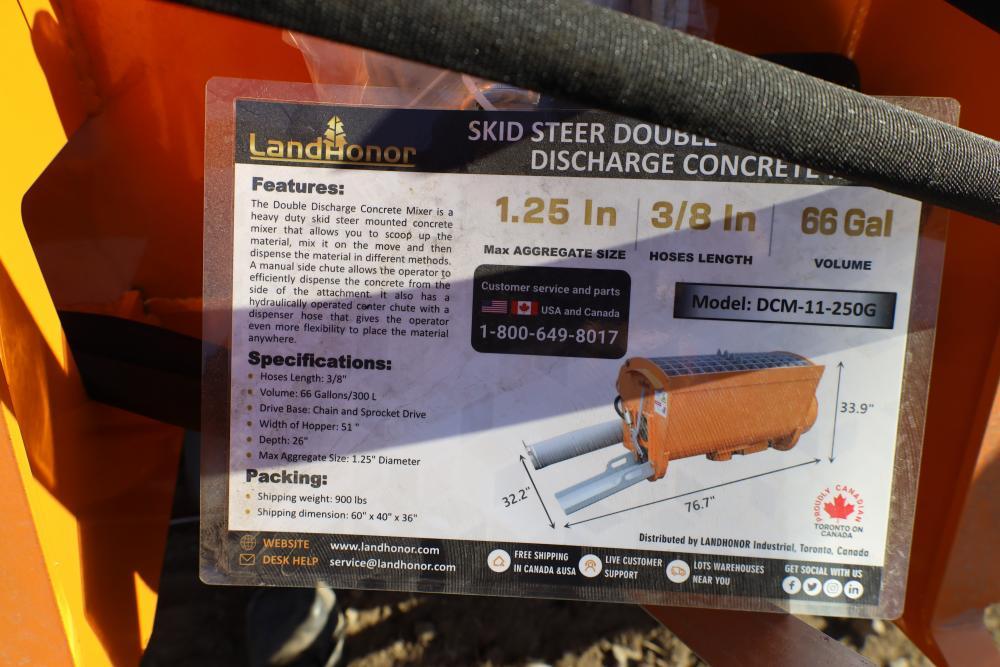 LandHonor
SKID STEER DOUBLE
DISCHARGE CONCRETE
Features:
The Double Discharge Concrete Mixer is a
heavy duty skid steer mounted concrete
mixer that allows you to scoop up the
material, mix it on the move and then
dispense the material in different methods.
A manual side chute allows the operator to
efficiently dispense the concrete from the
side of the attachment. it also has a
hydraulically operated center chute with a
dispenser hose that gives the operator
even more flexibility to place the material
anywhere.
Specifications:
• Hoses Length: 3/8"
• Volume: 66 Gallons/300 L
• Drive Base: Chain and Sprocket Drive
• Width of Hopper: 51 "
• Depth: 26"
• Max Aggregate Size: 1.25" Diameter
Packing:
• Shipping weight: 900 lbs
• Shipping dimension: 60" x 40" x 36"
1.25 In
Max AGGREGATE SIZE
3/8 In
HOSES LENGTH
66 Gal
VOLUME
Customer service and parts
USA and Canada
1-800-649-8017
Model: DCM-11-250G
33.9"
32.2"
76.7"
PROUDLY CANADIAN
TORONTO ON
CANADA
Distributed by LANDHONOR Industrial, Toronto, Canada
WEBSITE www.landhonor.com
DESK HELP service@landhonor.com
FREE SHIPPING
IN CANADA &USA
LIVE CUSTOMER
SUPPORT
LOTS WAREHOUSES
NEAR YOU
GET SOCIAL WITH US